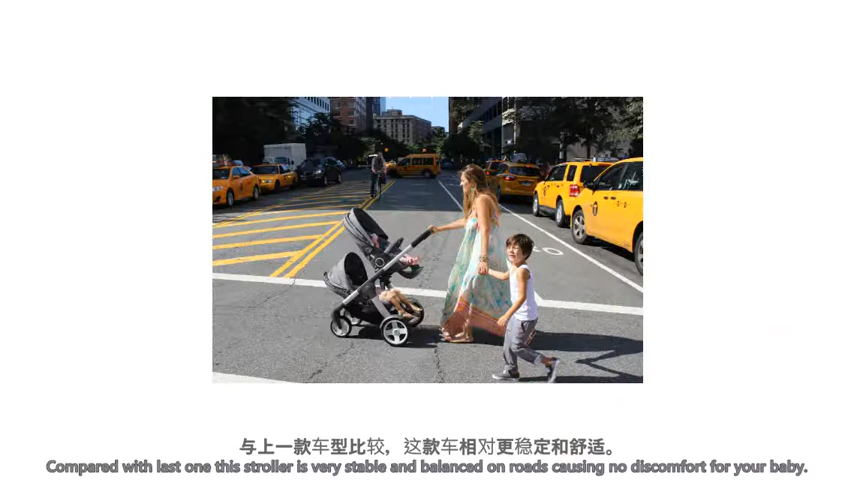 与上一款车型比较，这款车相对更稳定和舒适。
Compared with last one this stroller is very stable and balanced on roads causing no discomfort for your baby.